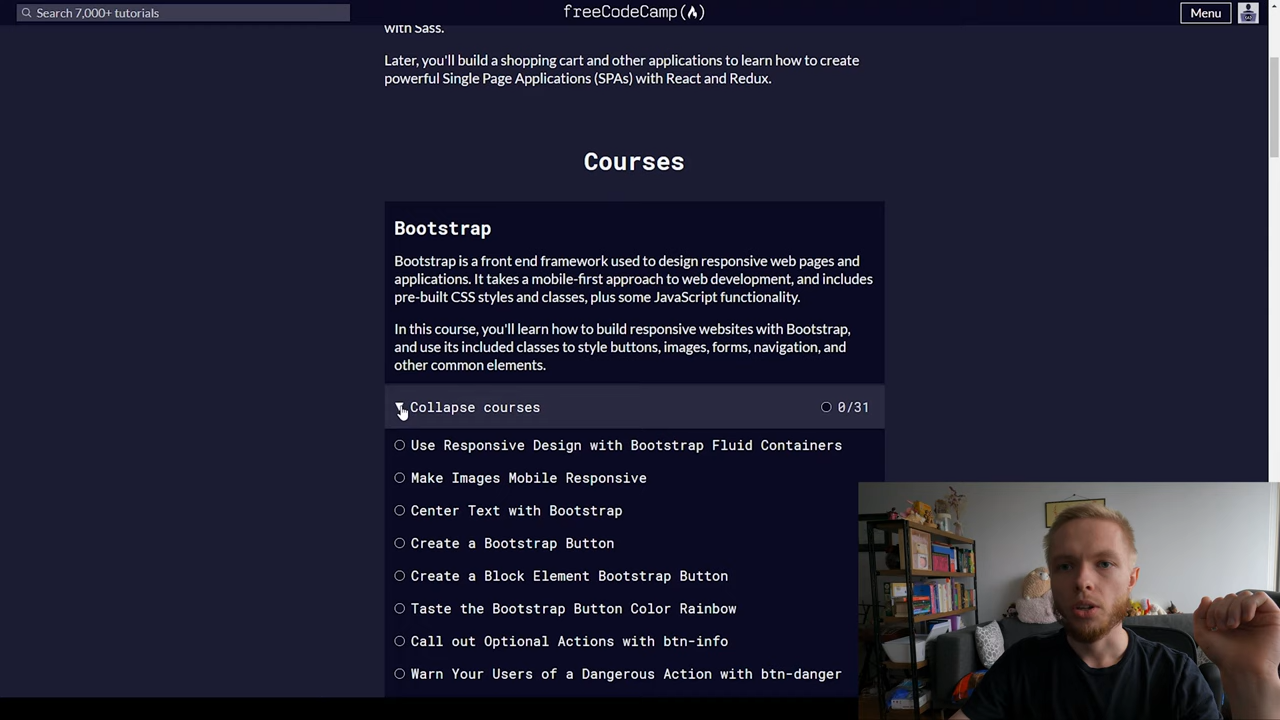 Search 7,000+ tutorials
freeCodeCamp
Menu
with Sass.
Later, you'll build a shopping cart and other applications to learn how to create
powerful Single Page Applications (SPAs) with React and Redux.
Courses
Bootstrap
Bootstrap is a front end framework used to design responsive web pages and
applications. It takes a mobile-first approach to web development, and includes
pre-built CSS styles and classes, plus some JavaScript functionality.
In this course, you'll learn how to build responsive websites with Bootstrap,
and use its included classes to style buttons, images, forms, navigation, and
other common elements.
Collapse courses 0/31
Use Responsive Design with Bootstrap Fluid Containers
Make Images Mobile Responsive
Center Text with Bootstrap
Create a Bootstrap Button
Create a Block Element Bootstrap Button
Taste the Bootstrap Button Color Rainbow
Call out Optional Actions with btn-info
Warn Your Users of a Dangerous Action with btn-danger